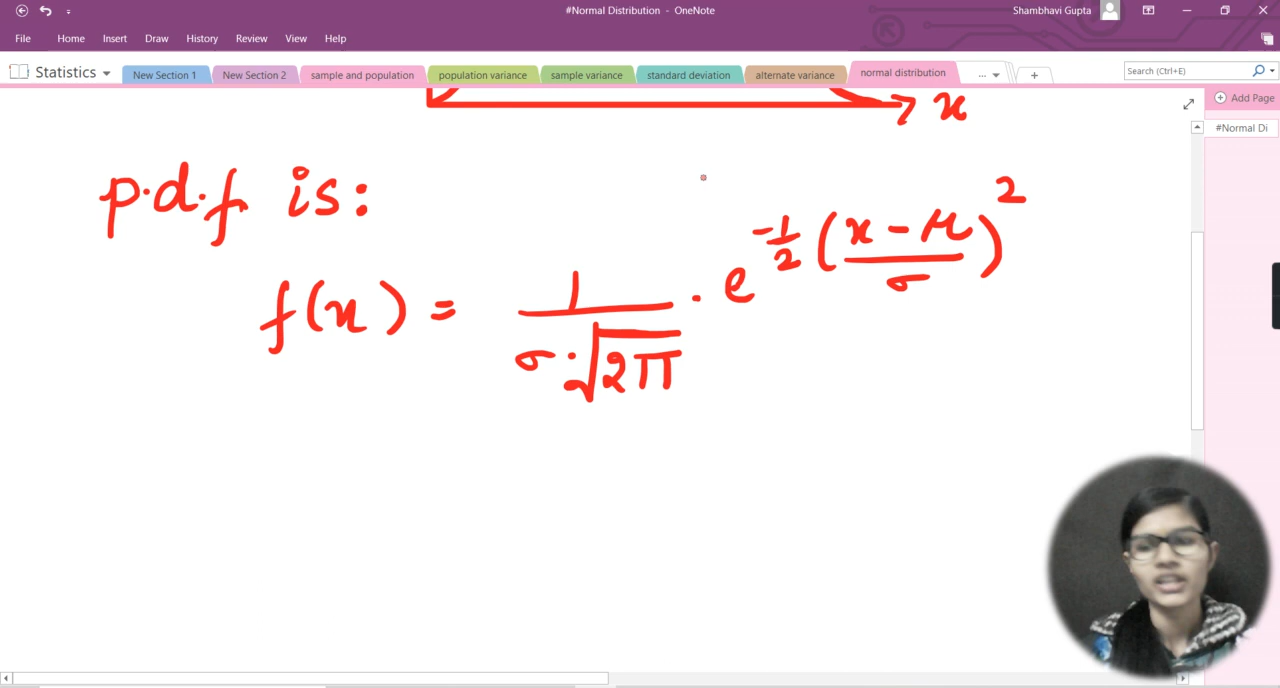 #Normal Distribution - OneNote
Shambhavi Gupta
File Home Insert Draw History Review View Help
Statistics New Section 1 New Section 2 sample and population population variance sample variance standard deviation alternate variance normal distribution ... + Search (Ctrl+E)
Add Page
#Normal Di
x
p.d.f is:
f(x) = 1/(σ·√2π) · e^(-1/2 ((x-μ)/σ)^2)